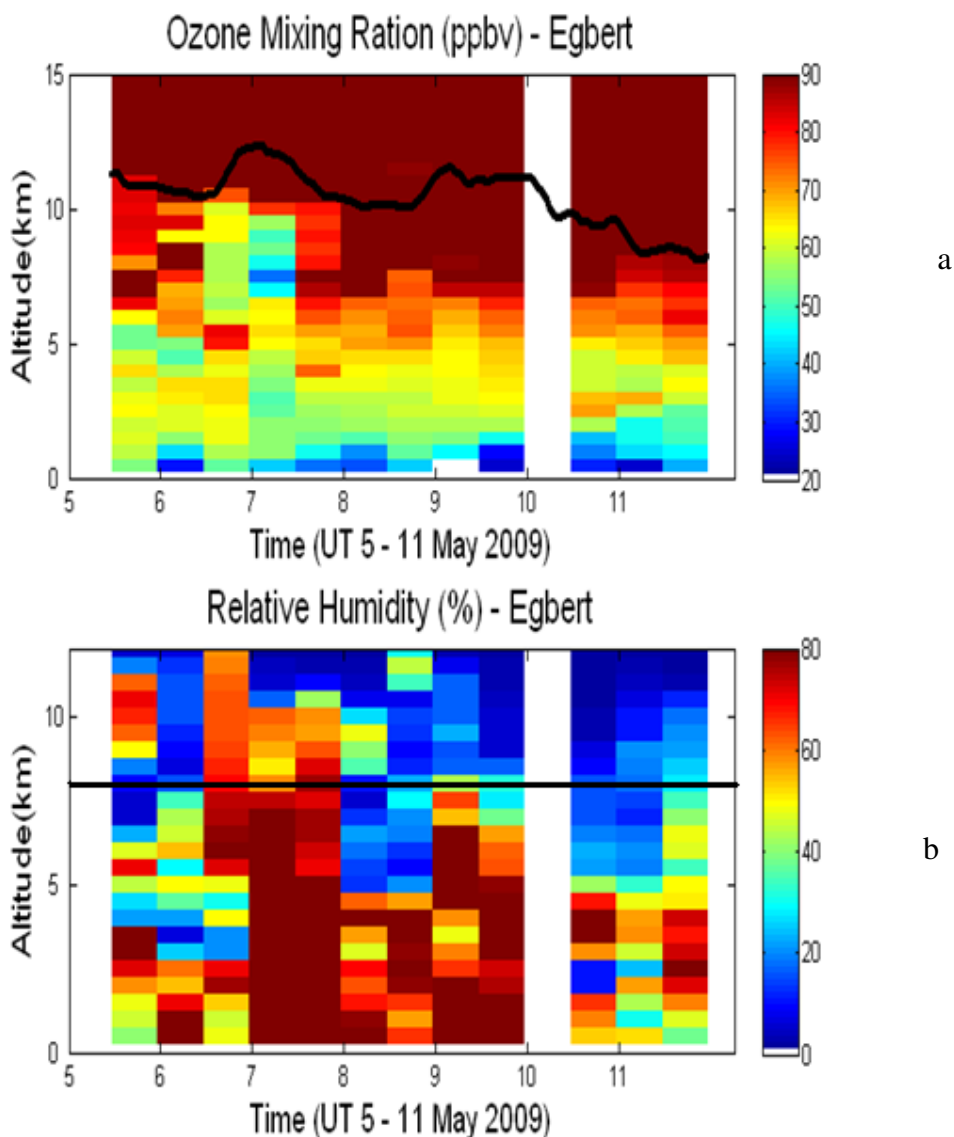 Ozone Mixing Ration (ppbv) - Egbert
15
10
5
0
Altitude(km)
5 6 7 8 9 10 11
Time (UT 5 - 11 May 2009)
90
80
70
60
50
40
30
20
a
Relative Humidity (%) - Egbert
10
5
0
Altitude(km)
5 6 7 8 9 10 11
Time (UT 5 - 11 May 2009)
80
60
40
20
0
b